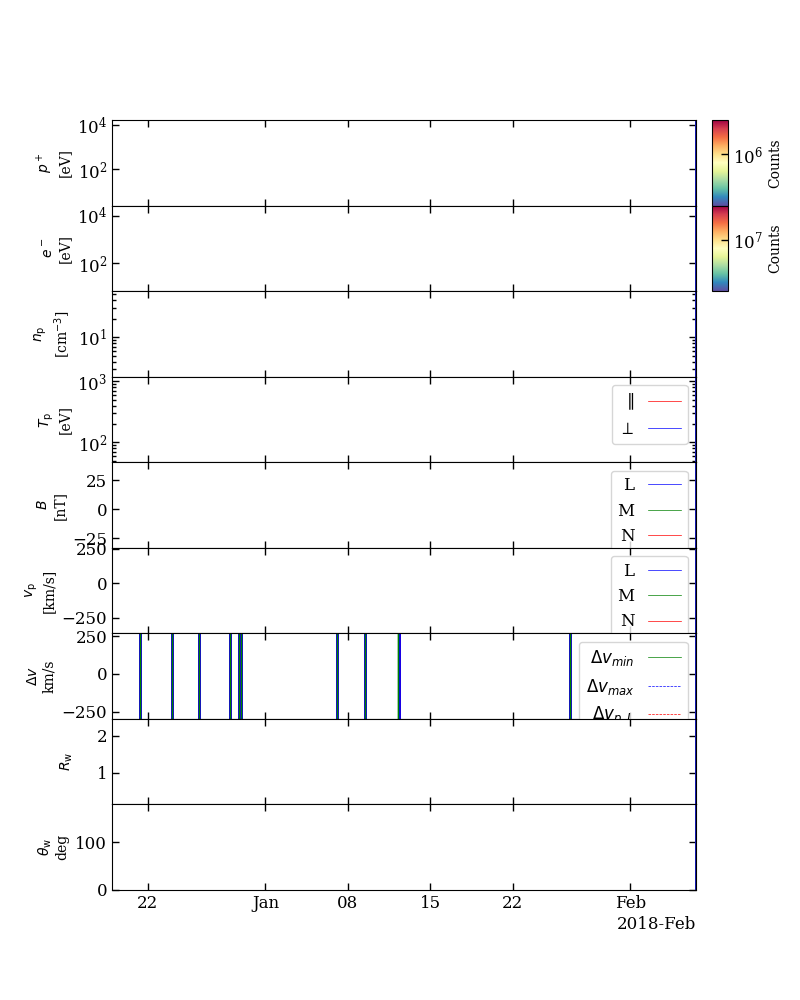 10^4
10^2
p^+
[eV]
10^6
Counts
10^4
10^2
e^-
[eV]
10^7
Counts
10^1
n_p
[cm^-3]
10^3
10^2
T_p
[eV]
∥
⊥
25
0
−25
B
[nT]
L
M
N
250
0
−250
v_p
[km/s]
L
M
N
250
0
−250
Δv
km/s
Δv_min
Δv_max
Δv_p,L
2
1
R_w
100
0
θ_w
deg
22 Jan 08 15 22 Feb
2018-Feb